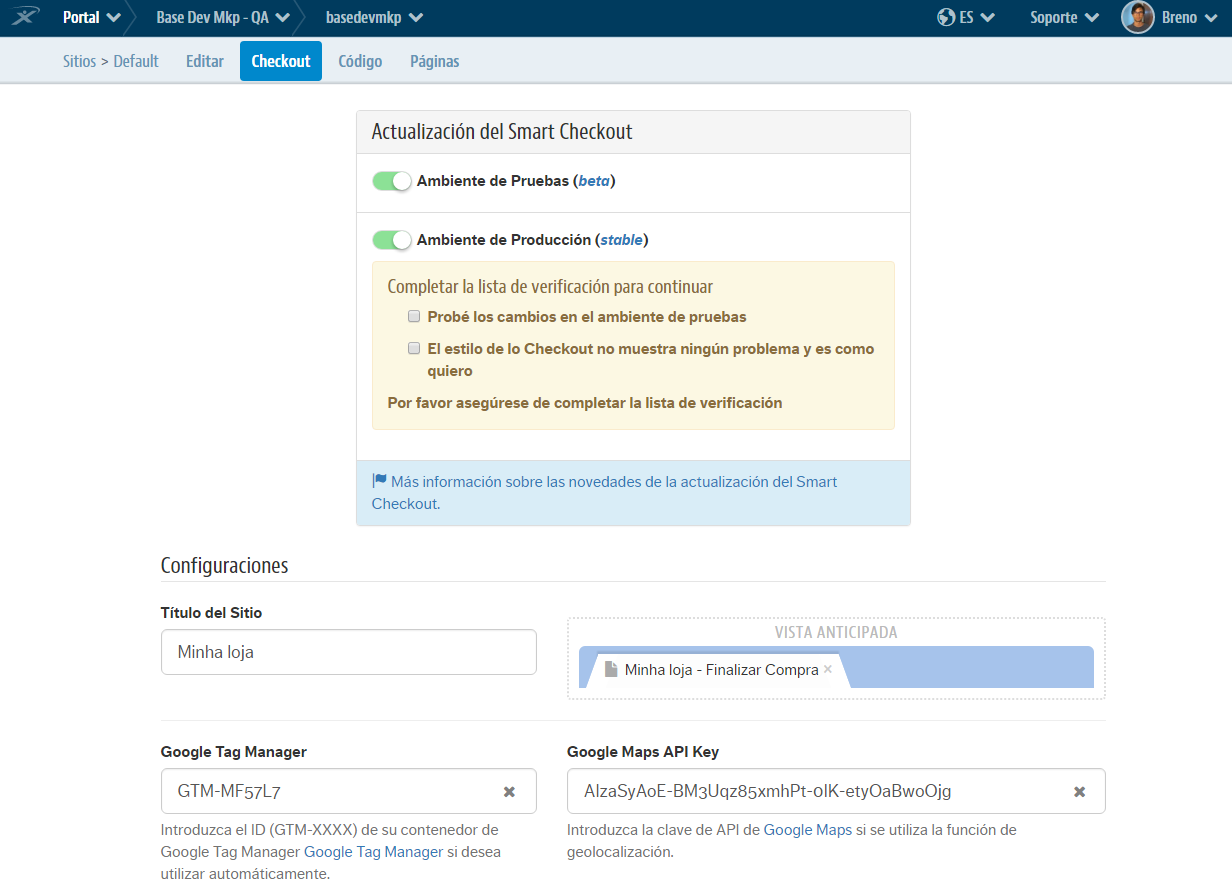 Portal Base Dev Mkp - QA basedevmkp ES Soporte Breno
Sitios > Default Editar Checkout Código Páginas
Actualización del Smart Checkout
Ambiente de Pruebas (beta)
Ambiente de Producción (stable)
Completar la lista de verificación para continuar
Probé los cambios en el ambiente de pruebas
El estilo de lo Checkout no muestra ningún problema y es como
quiero
Por favor asegúrese de completar la lista de verificación
Más información sobre las novedades de la actualización del Smart
Checkout.
Configuraciones
Título del Sitio
Minha loja
VISTA ANTICIPADA
Minha loja - Finalizar Compra ×
Google Tag Manager
GTM-MF57L7
Introduzca el ID (GTM-XXXX) de su contenedor de
Google Tag Manager Google Tag Manager si desea
utilizar automáticamente.
Google Maps API Key
AIzaSyAoE-BM3Uqz85xmhPt-0lK-etyOaBwoOjg
Introduzca la clave de API de Google Maps si se utiliza la función de
geolocalización.